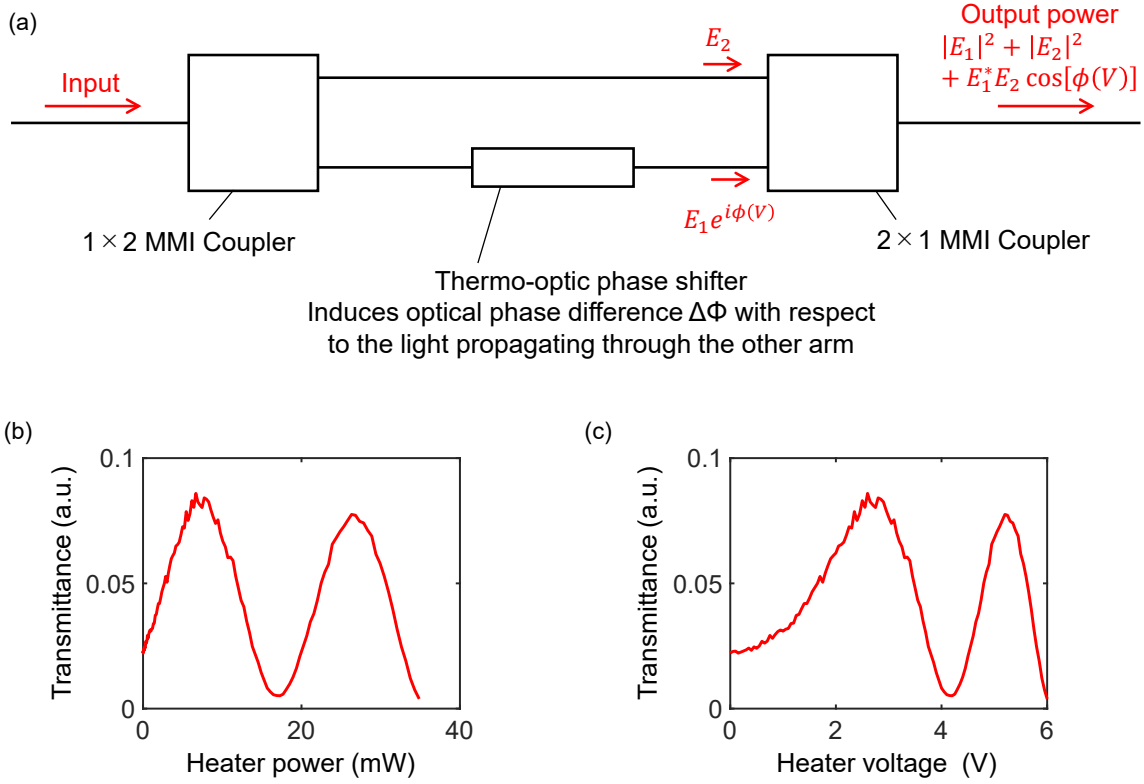 (a)
Input
E₂
Output power
|E₁|² + |E₂|²
+ E₁*E₂ cos[ϕ(V)]
E₁e^{iϕ(V)}
1×2 MMI Coupler
2×1 MMI Coupler
Thermo-optic phase shifter
Induces optical phase difference ΔΦ with respect
to the light propagating through the other arm
(b)
Transmittance (a.u.)
0.1
0.05
0
0
20
40
Heater power (mW)
(c)
Transmittance (a.u.)
0.1
0.05
0
0
2
4
6
Heater voltage (V)